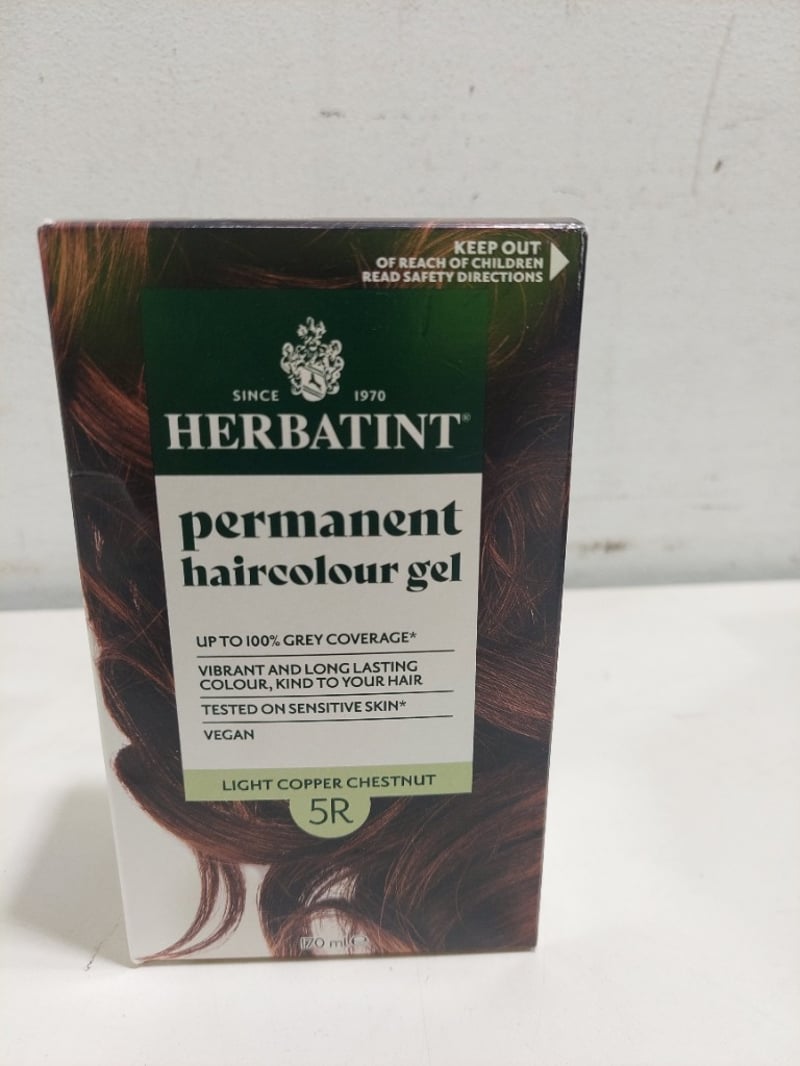 KEEP OUT
OF REACH OF CHILDREN
READ SAFETY DIRECTIONS
SINCE 1970
HERBATINT®
permanent
haircolour gel
UP TO 100% GREY COVERAGE*
VIBRANT AND LONG LASTING
COLOUR, KIND TO YOUR HAIR
TESTED ON SENSITIVE SKIN*
VEGAN
LIGHT COPPER CHESTNUT
5R
170 ml ℮